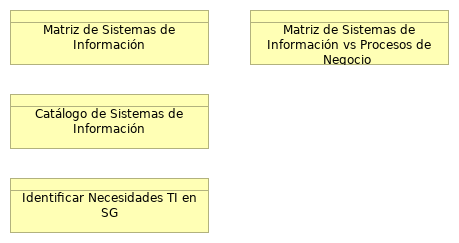 Matriz de Sistemas de
Información
Matriz de Sistemas de
Información vs Procesos de
Negocio
Catálogo de Sistemas de
Información
Identificar Necesidades TI en
SG